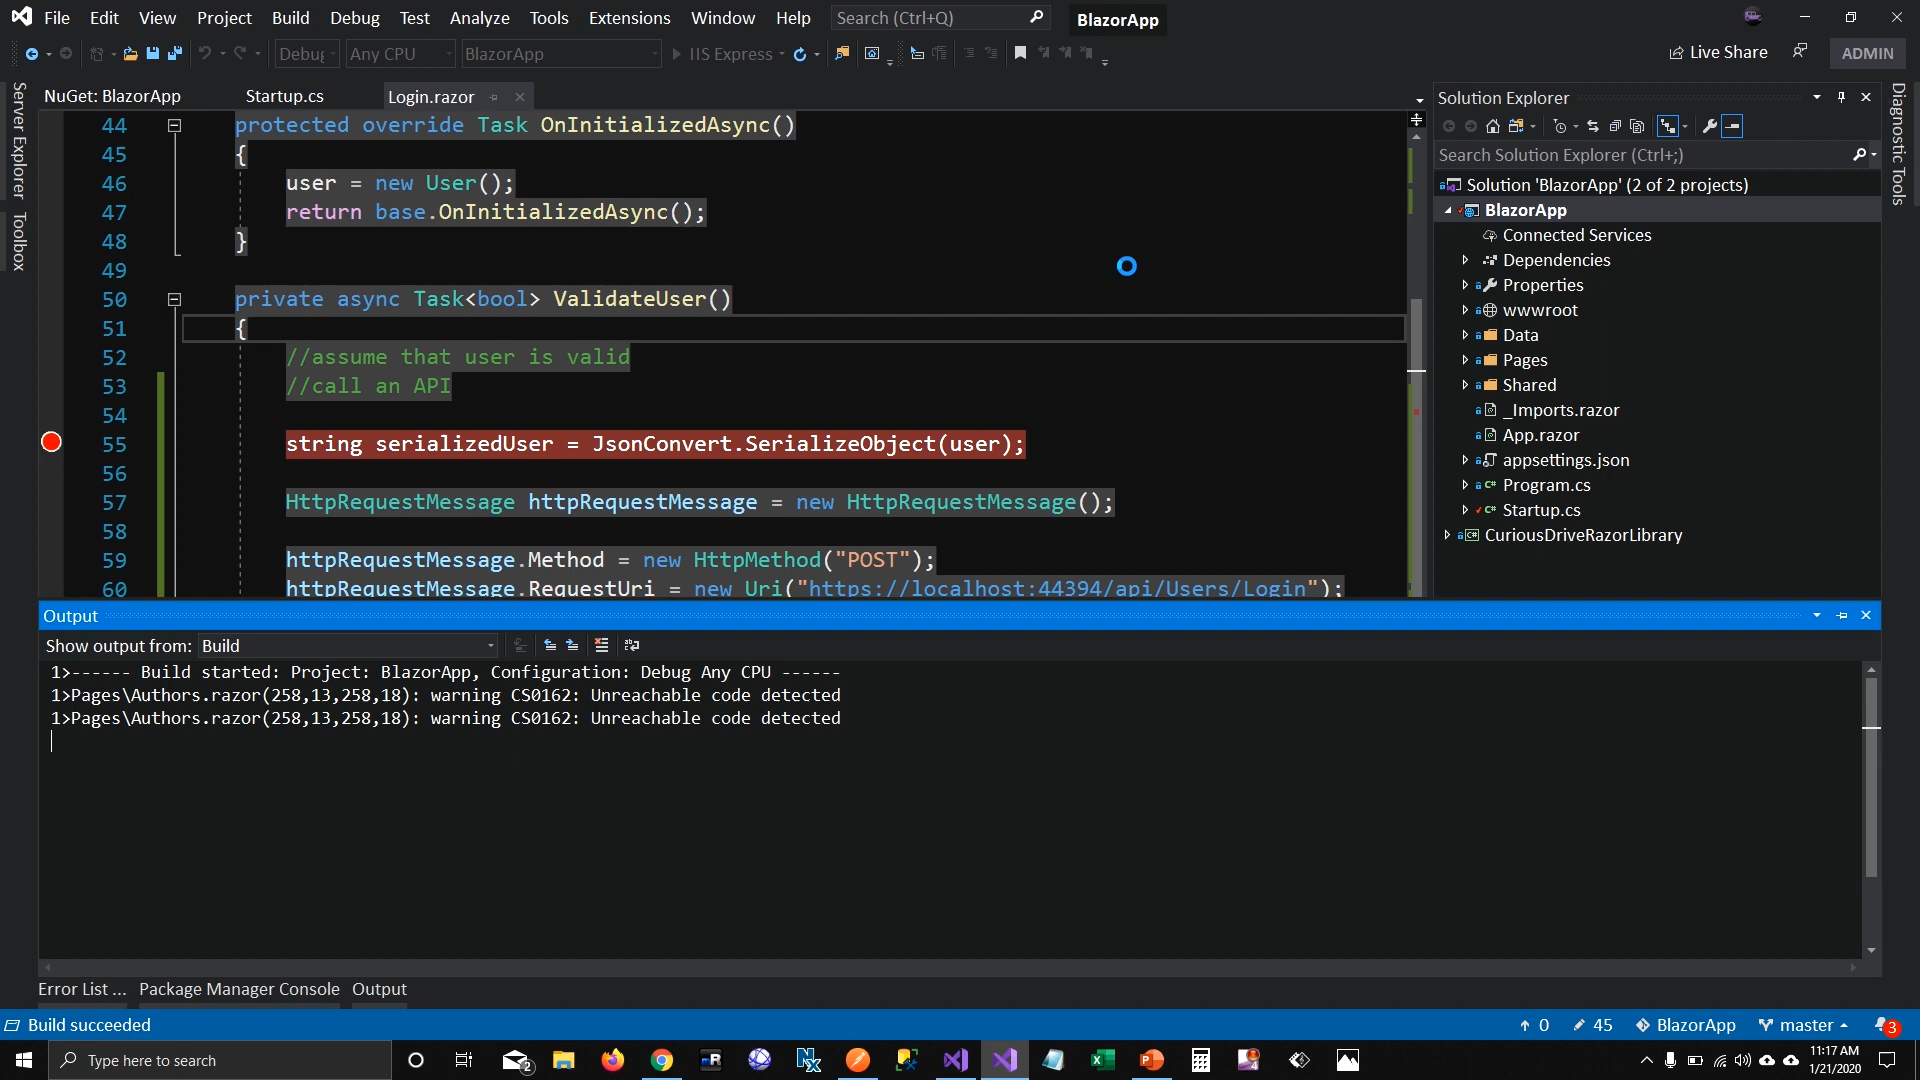 File Edit View Project Build Debug Test Analyze Tools Extensions Window Help Search (Ctrl+Q) BlazorApp
Debug Any CPU BlazorApp IIS Express Live Share ADMIN
Server Explorer
Toolbox
NuGet: BlazorApp Startup.cs Login.razor
44 protected override Task OnInitializedAsync()
45 {
46 user = new User();
47 return base.OnInitializedAsync();
48 }
49
50 private async Task<bool> ValidateUser()
51 {
52 //assume that user is valid
53 //call an API
54
55 string serializedUser = JsonConvert.SerializeObject(user);
56
57 HttpRequestMessage httpRequestMessage = new HttpRequestMessage();
58
59 httpRequestMessage.Method = new HttpMethod("POST");
60 httpRequestMessage.RequestUri = new Uri("https://localhost:44394/api/Users/Login");
Solution Explorer
Search Solution Explorer (Ctrl+;)
Solution 'BlazorApp' (2 of 2 projects)
BlazorApp
Connected Services
Dependencies
Properties
wwwroot
Data
Pages
Shared
_Imports.razor
App.razor
appsettings.json
C# Program.cs
C# Startup.cs
C# CuriousDriveRazorLibrary
Diagnostic Tools
Output
Show output from: Build
1>------ Build started: Project: BlazorApp, Configuration: Debug Any CPU ------
1>Pages\Authors.razor(258,13,258,18): warning CS0162: Unreachable code detected
1>Pages\Authors.razor(258,13,258,18): warning CS0162: Unreachable code detected
Error List ... Package Manager Console Output
Build succeeded 0 45 BlazorApp master 3
Type here to search 2 11:17 AM
1/21/2020